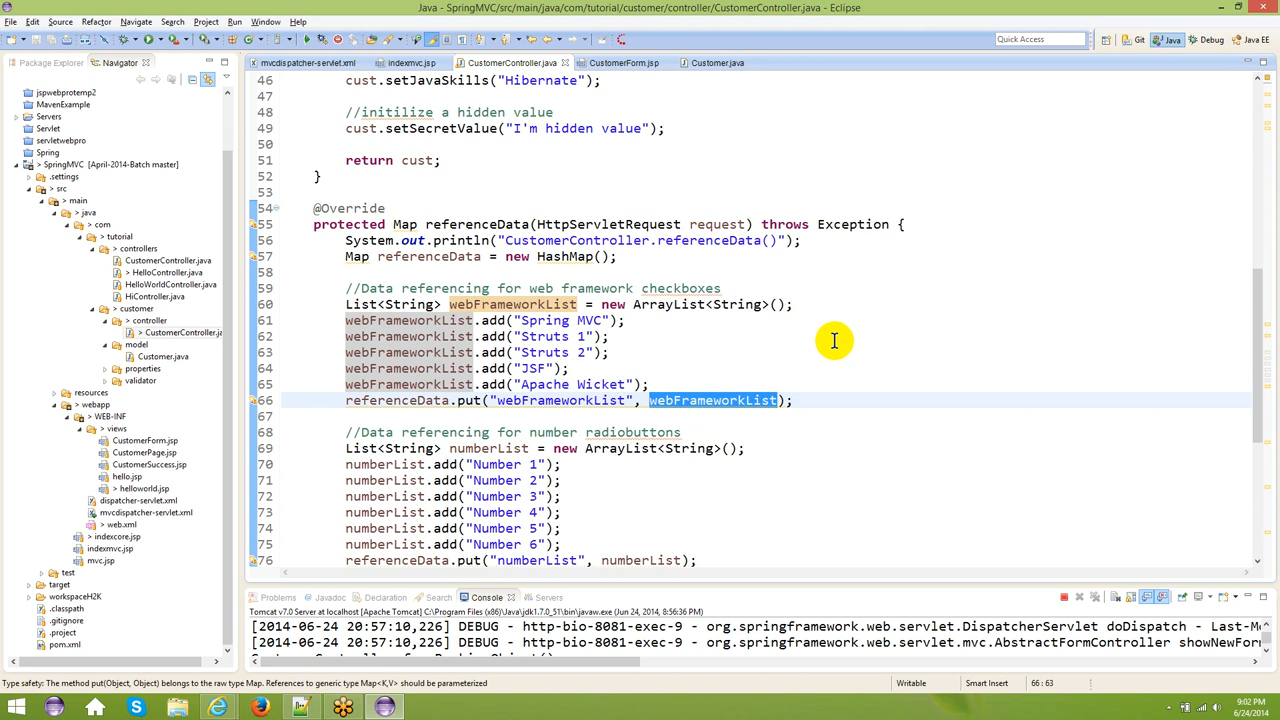 Java - SpringMVC/src/main/java/com/tutorial/customer/controller/CustomerController.java - Eclipse
File Edit Source Refactor Navigate Search Project Run Window Help
Quick Access
Git Java Debug Java EE
Package Explorer Navigator
mvcdispatcher-servlet.xml indexmvc.jsp CustomerController.java CustomerForm.jsp Customer.java
jspwebprotemp2
MavenExample
Servers
Servlet
servletwebpro
Spring
> SpringMVC [April-2014-Batch master]
.settings
> src
> main
> java
> com
> tutorial
> controllers
CustomerController.java
> HelloController.java
HelloWorldController.java
HiController.java
> customer
> controller
> CustomerController.ja
model
Customer.java
properties
validator
resources
> webapp
> WEB-INF
> views
CustomerForm.jsp
CustomerPage.jsp
CustomerSuccess.jsp
hello.jsp
> helloworld.jsp
dispatcher-servlet.xml
mvcdispatcher-servlet.xml
> web.xml
> indexcore.jsp
indexmvc.jsp
mvc.jsp
test
target
workspaceH2K
.classpath
.gitignore
.project
pom.xml
46 cust.setJavaSkills("Hibernate");
47
48 //initilize a hidden value
49 cust.setSecretValue("I'm hidden value");
50
51 return cust;
52 }
53
54 @Override
55 protected Map referenceData(HttpServletRequest request) throws Exception {
56 System.out.println("CustomerController.referenceData()");
57 Map referenceData = new HashMap();
58
59 //Data referencing for web framework checkboxes
60 List<String> webFrameworkList = new ArrayList<String>();
61 webFrameworkList.add("Spring MVC");
62 webFrameworkList.add("Struts 1");
63 webFrameworkList.add("Struts 2");
64 webFrameworkList.add("JSF");
65 webFrameworkList.add("Apache Wicket");
66 referenceData.put("webFrameworkList", webFrameworkList);
67
68 //Data referencing for number radiobuttons
69 List<String> numberList = new ArrayList<String>();
70 numberList.add("Number 1");
71 numberList.add("Number 2");
72 numberList.add("Number 3");
73 numberList.add("Number 4");
74 numberList.add("Number 5");
75 numberList.add("Number 6");
76 referenceData.put("numberList", numberList);
Problems Javadoc Declaration Search Console Servers
Tomcat v7.0 Server at localhost [Apache Tomcat] C:\Program Files (x86)\Java\jdk1.7.0_51\bin\javaw.exe (Jun 24, 2014, 8:56:36 PM)
[2014-06-24 20:57:10,226] DEBUG - http-bio-8081-exec-9 - org.springframework.web.servlet.DispatcherServlet doDispatch - Last-Mo
[2014-06-24 20:57:10,226] DEBUG - http-bio-8081-exec-9 - org.springframework.web.servlet.mvc.AbstractFormController showNewForm
Type safety: The method put(Object, Object) belongs to the raw type Map. References to generic type Map<K,V> should be parameterized
Writable Smart Insert 66 : 63
9:02 PM
6/24/2014